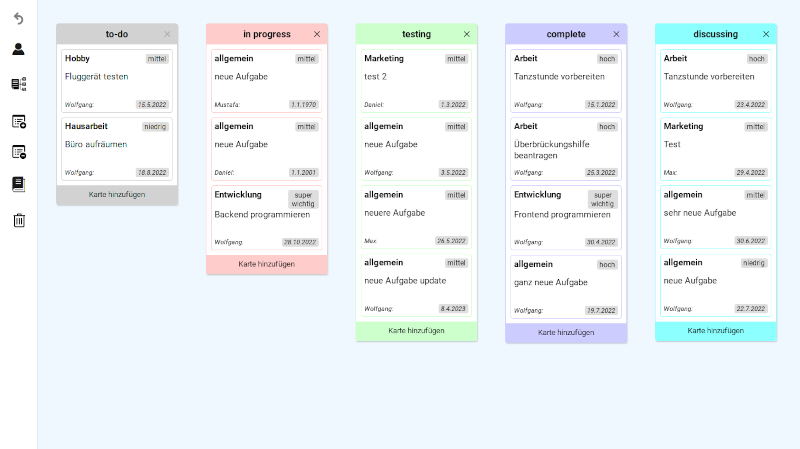 to-do
Hobby
mittel
Fluggerät testen
Wolfgang:
15.5.2022
Hausarbeit
niedrig
Büro aufräumen
Wolfgang:
18.8.2022
Karte hinzufügen
in progress
allgemein
mittel
neue Aufgabe
Mustafa:
1.1.1970
allgemein
mittel
neue Aufgabe
Daniel:
1.1.2001
Entwicklung
super
wichtig
Backend programmieren
Wolfgang:
28.10.2022
Karte hinzufügen
testing
Marketing
mittel
test 2
Daniel:
1.3.2022
allgemein
mittel
neue Aufgabe
Wolfgang:
3.5.2022
allgemein
mittel
neuere Aufgabe
Max:
26.5.2022
allgemein
mittel
neue Aufgabe update
Wolfgang:
8.4.2023
Karte hinzufügen
complete
Arbeit
hoch
Tanzstunde vorbereiten
Wolfgang:
15.1.2022
Arbeit
hoch
Überbrückungshilfe
beantragen
Wolfgang:
25.3.2022
Entwicklung
super
wichtig
Frontend programmieren
Wolfgang:
30.4.2022
allgemein
hoch
ganz neue Aufgabe
Wolfgang:
19.7.2022
Karte hinzufügen
discussing
Arbeit
hoch
Tanzstunde vorbereiten
Wolfgang:
23.4.2022
Marketing
mittel
Test
Max:
29.4.2022
allgemein
mittel
sehr neue Aufgabe
Wolfgang:
30.6.2022
allgemein
niedrig
neue Aufgabe
Wolfgang:
22.7.2022
Karte hinzufügen